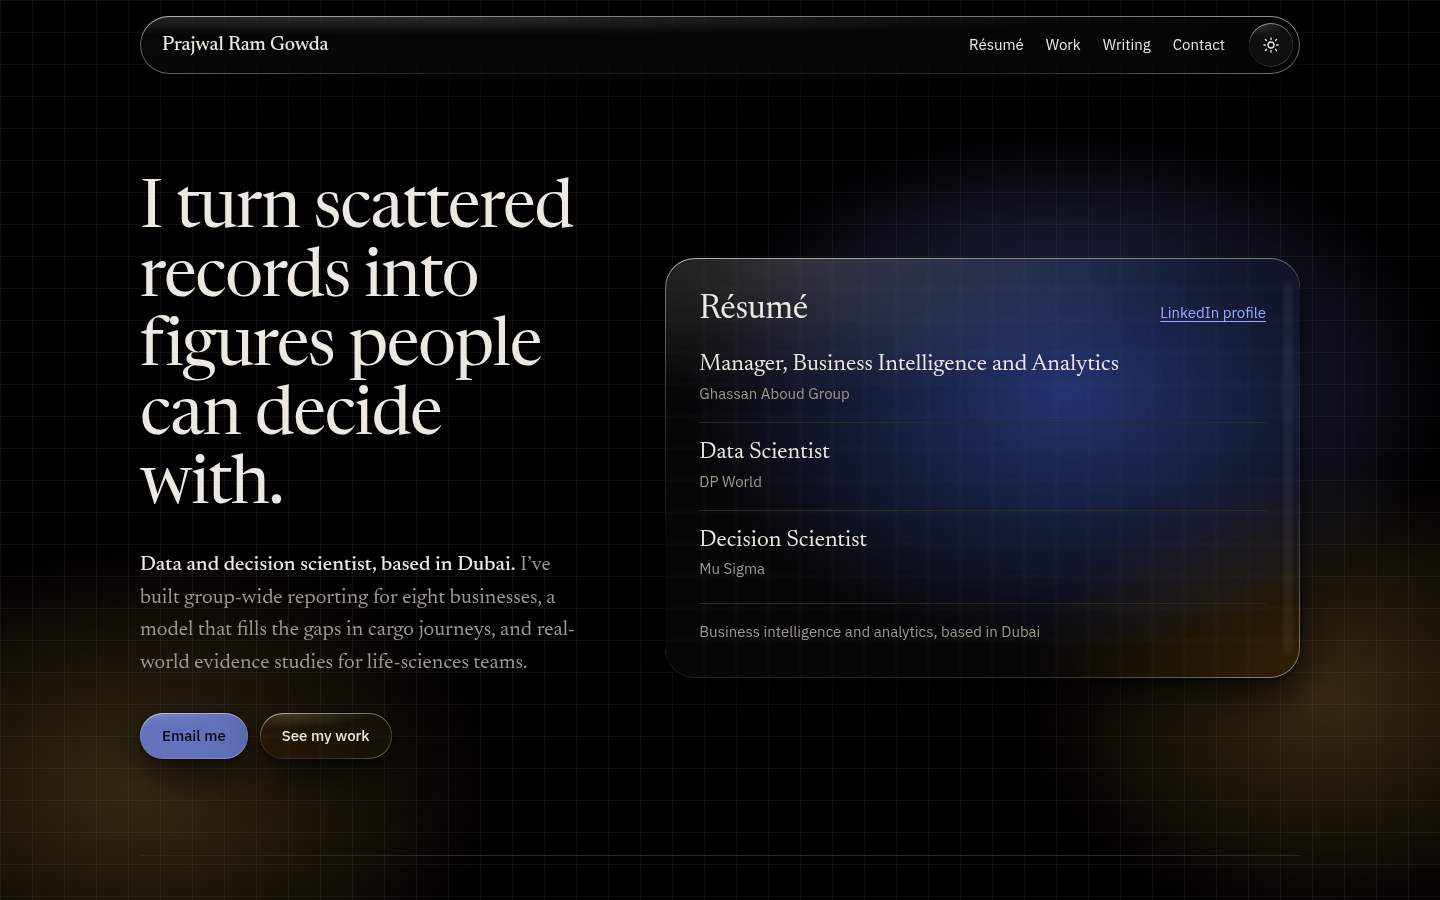 Prajwal Ram Gowda
Résumé Work Writing Contact
I turn scattered
records into
figures people
can decide
with.
Data and decision scientist, based in Dubai. I’ve
built group-wide reporting for eight businesses, a
model that fills the gaps in cargo journeys, and real-
world evidence studies for life-sciences teams.
Email me
See my work
Résumé
LinkedIn profile
Manager, Business Intelligence and Analytics
Ghassan Aboud Group
Data Scientist
DP World
Decision Scientist
Mu Sigma
Business intelligence and analytics, based in Dubai